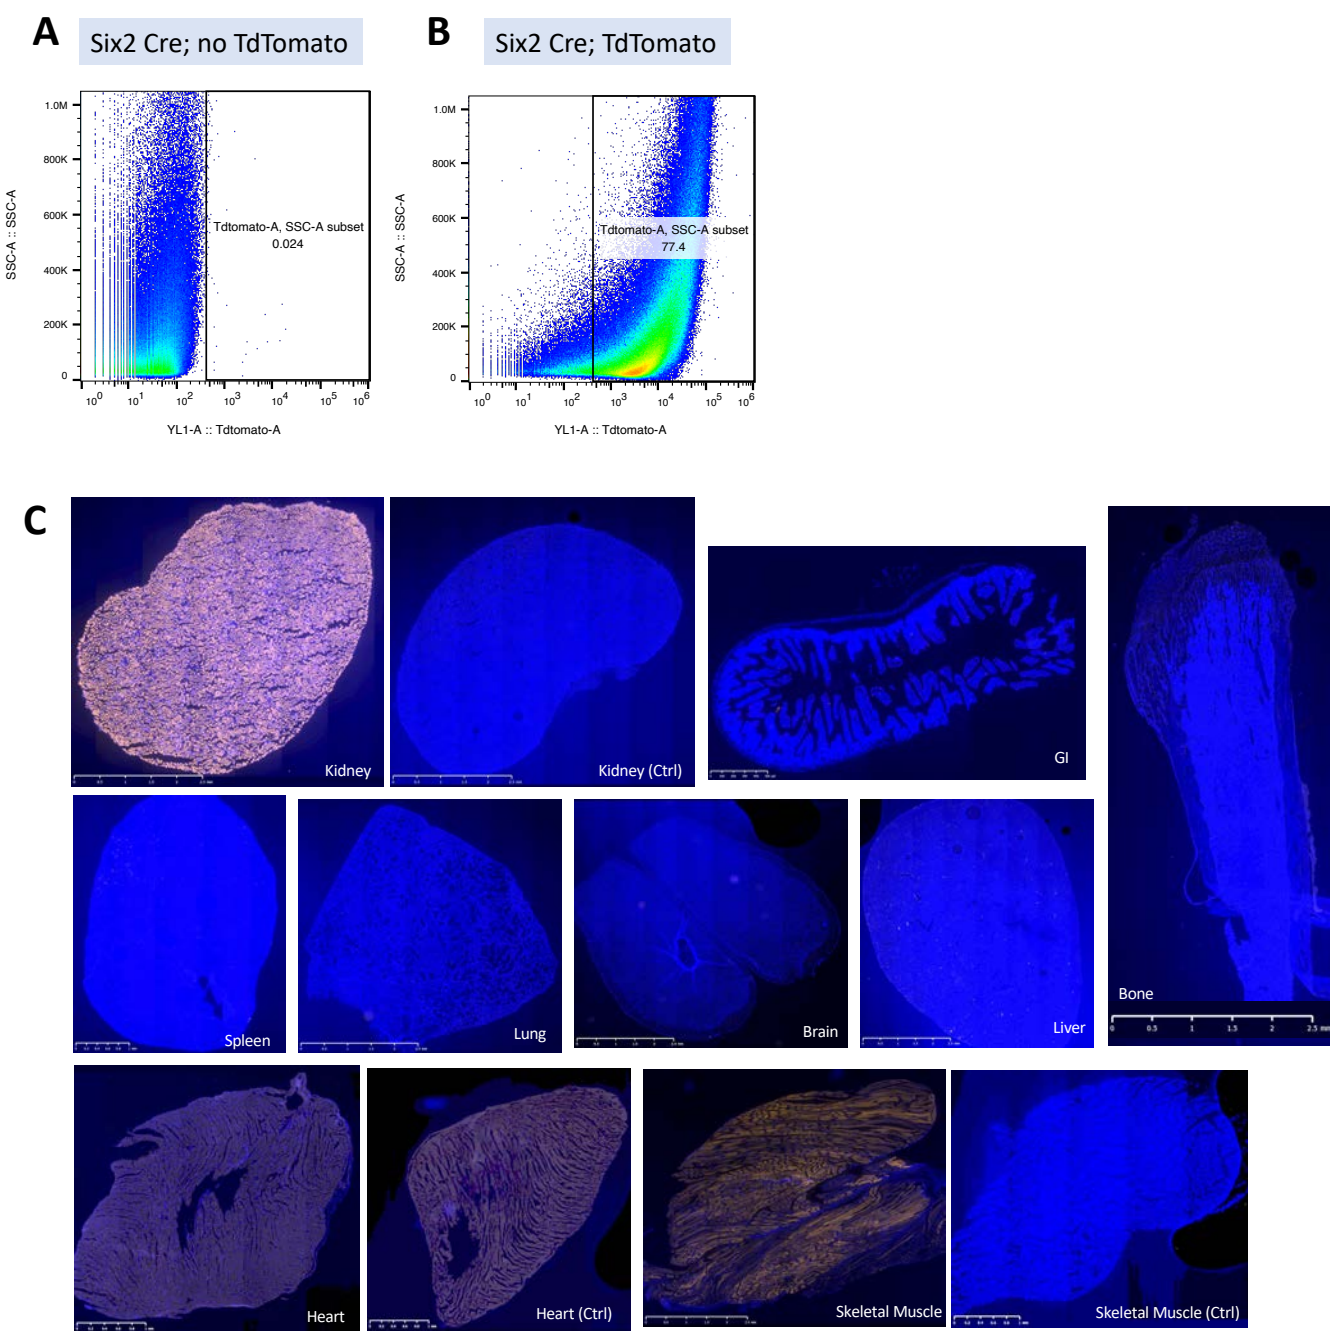 A
Six2 Cre; no TdTomato
B
Six2 Cre; TdTomato
1.0M
800K
600K
400K
200K
0
SSC-A :: SSC-A
Tdtomato-A, SSC-A subset
0.024
10^0 10^1 10^2 10^3 10^4 10^5 10^6
YL1-A :: Tdtomato-A
1.0M
800K
600K
400K
200K
0
SSC-A :: SSC-A
Tdtomato-A, SSC-A subset
77.4
10^0 10^1 10^2 10^3 10^4 10^5 10^6
YL1-A :: Tdtomato-A
C
Kidney
Kidney (Ctrl)
GI
Bone
0 0.5 1 1.5 2 2.5 mm
Spleen
Lung
Brain
Liver
Heart
Heart (Ctrl)
Skeletal Muscle
Skeletal Muscle (Ctrl)